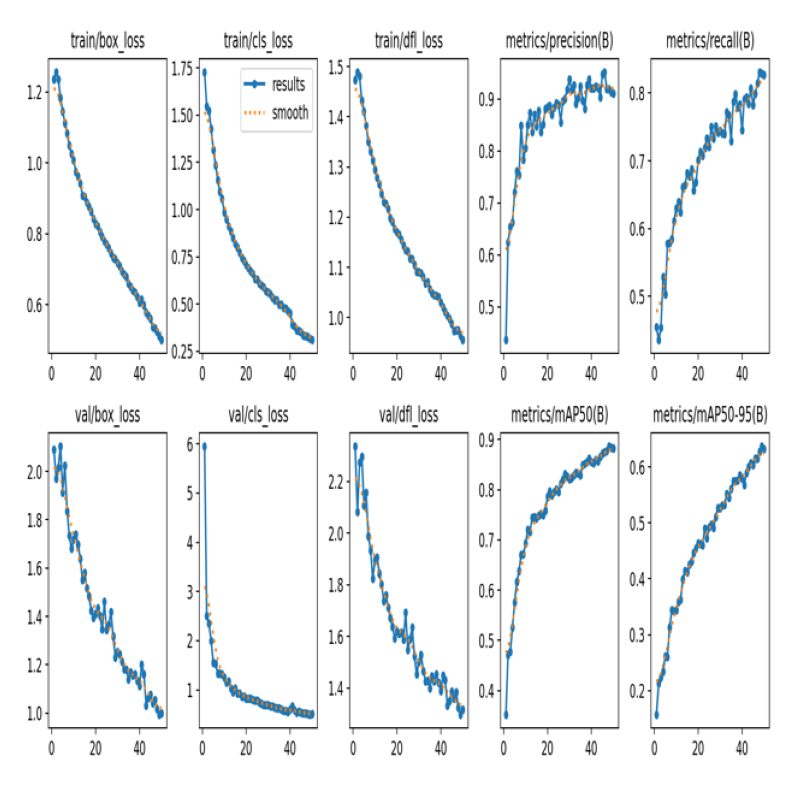 train/box_loss
train/cls_loss
train/dfl_loss
metrics/precision(B)
metrics/recall(B)
results
smooth
1.2
1.0
0.8
0.6
0 20 40
1.75
1.50
1.25
1.00
0.75
0.50
0.25
0 20 40
1.5
1.4
1.3
1.2
1.1
1.0
0 20 40
0.9
0.8
0.7
0.6
0.5
0 20 40
0.8
0.7
0.6
0.5
0 20 40
val/box_loss
val/cls_loss
val/dfl_loss
metrics/mAP50(B)
metrics/mAP50-95(B)
2.0
1.8
1.6
1.4
1.2
1.0
0 20 40
6
5
4
3
2
1
0 20 40
2.2
2.0
1.8
1.6
1.4
0 20 40
0.9
0.8
0.7
0.6
0.5
0.4
0 20 40
0.6
0.5
0.4
0.3
0.2
0 20 40